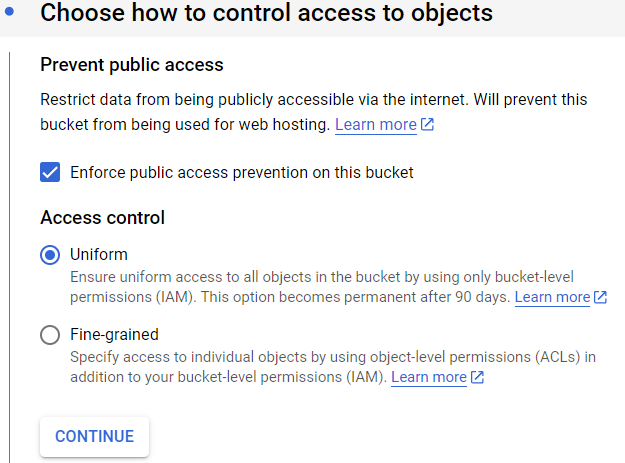 Choose how to control access to objects
Prevent public access
Restrict data from being publicly accessible via the internet. Will prevent this
bucket from being used for web hosting. Learn more
Enforce public access prevention on this bucket
Access control
Uniform
Ensure uniform access to all objects in the bucket by using only bucket-level
permissions (IAM). This option becomes permanent after 90 days. Learn more
Fine-grained
Specify access to individual objects by using object-level permissions (ACLs) in
addition to your bucket-level permissions (IAM). Learn more
CONTINUE